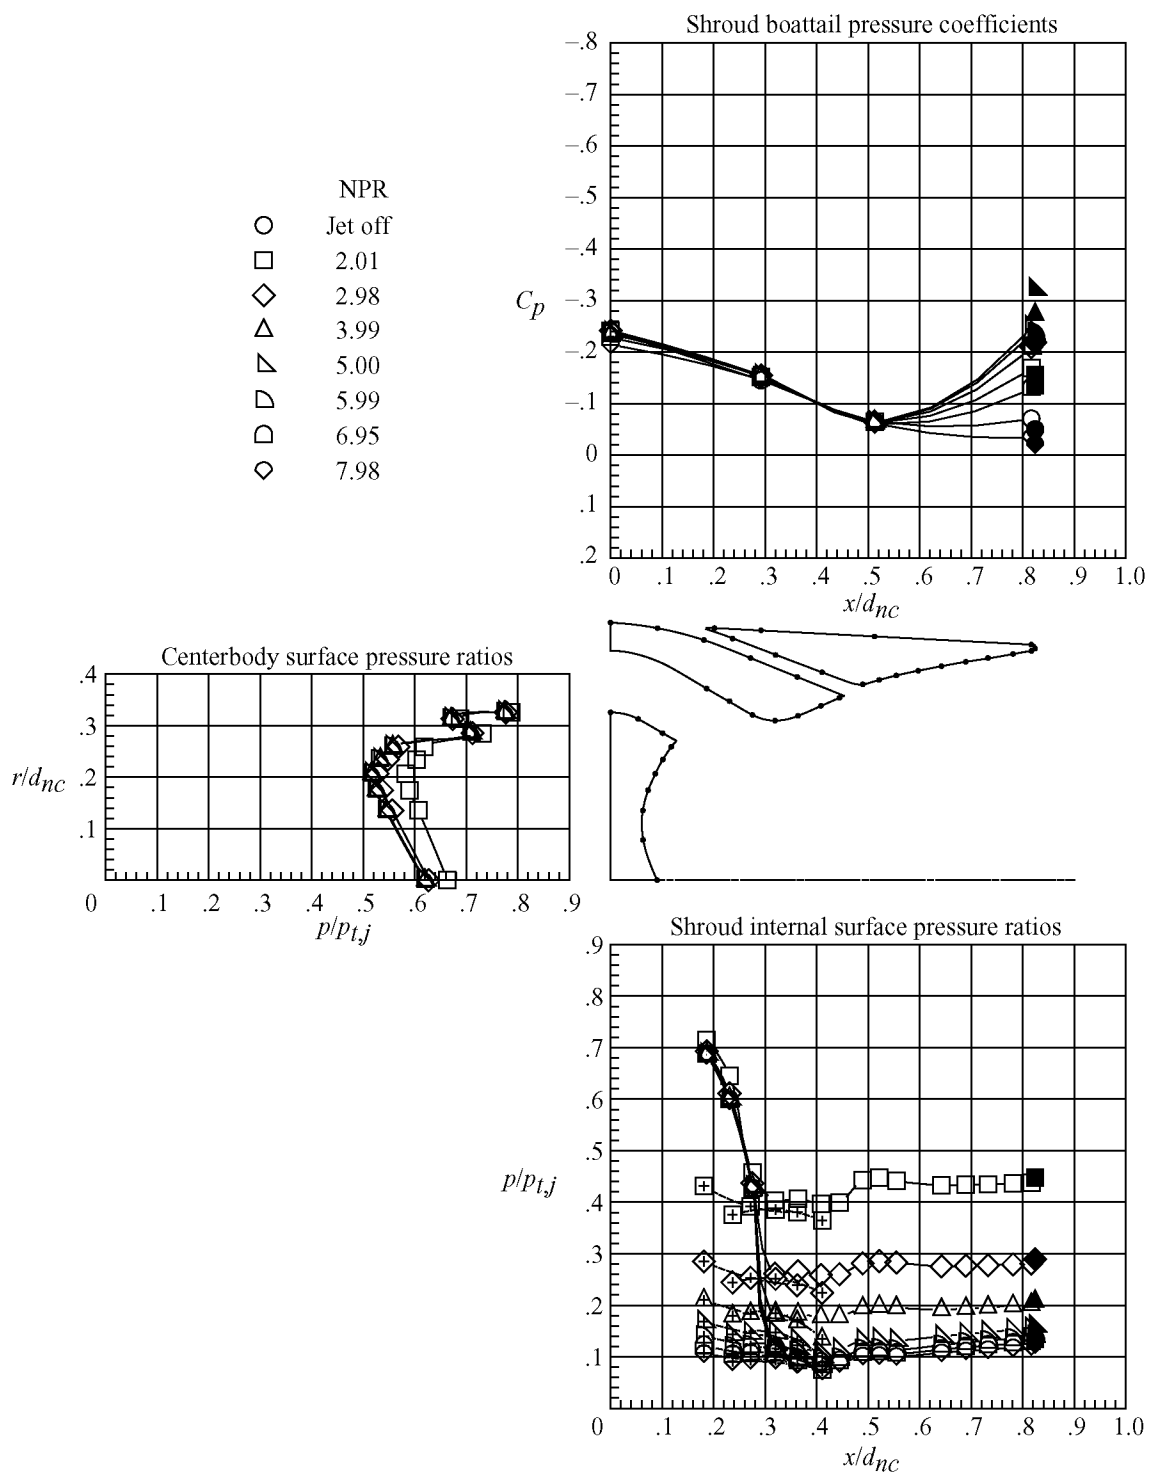 Shroud boattail pressure coefficients
–.8
–.7
–.6
–.5
–.4
–.3
–.2
–.1
0
.1
.2
Cp
0 .1 .2 .3 .4 .5 .6 .7 .8 .9 1.0
x/dnc
NPR
Jet off
2.01
2.98
3.99
5.00
5.99
6.95
7.98
Centerbody surface pressure ratios
.4
.3
.2
.1
r/dnc
0 .1 .2 .3 .4 .5 .6 .7 .8 .9
p/pt,j
Shroud internal surface pressure ratios
.9
.8
.7
.6
.5
.4
.3
.2
.1
p/pt,j
0 .1 .2 .3 .4 .5 .6 .7 .8 .9 1.0
x/dnc